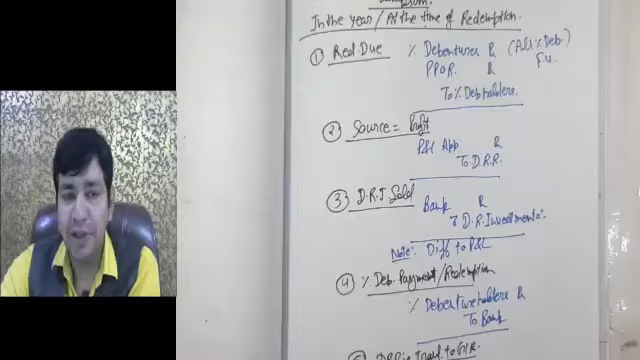 In the year / At the time of Redemption.
① Red Due % Debentures Dr (All % Deb.)
PPOR. Dr F.V.
To % Debholders.
② Source = Profit
P&L App Dr
To D.R.R.
③ D.R.I. Sold Bank Dr
To D.R. Investments.
Note: Diff to P&L
④ % Deb. Payment/Redemption
% Debentureholders Dr
To Bank